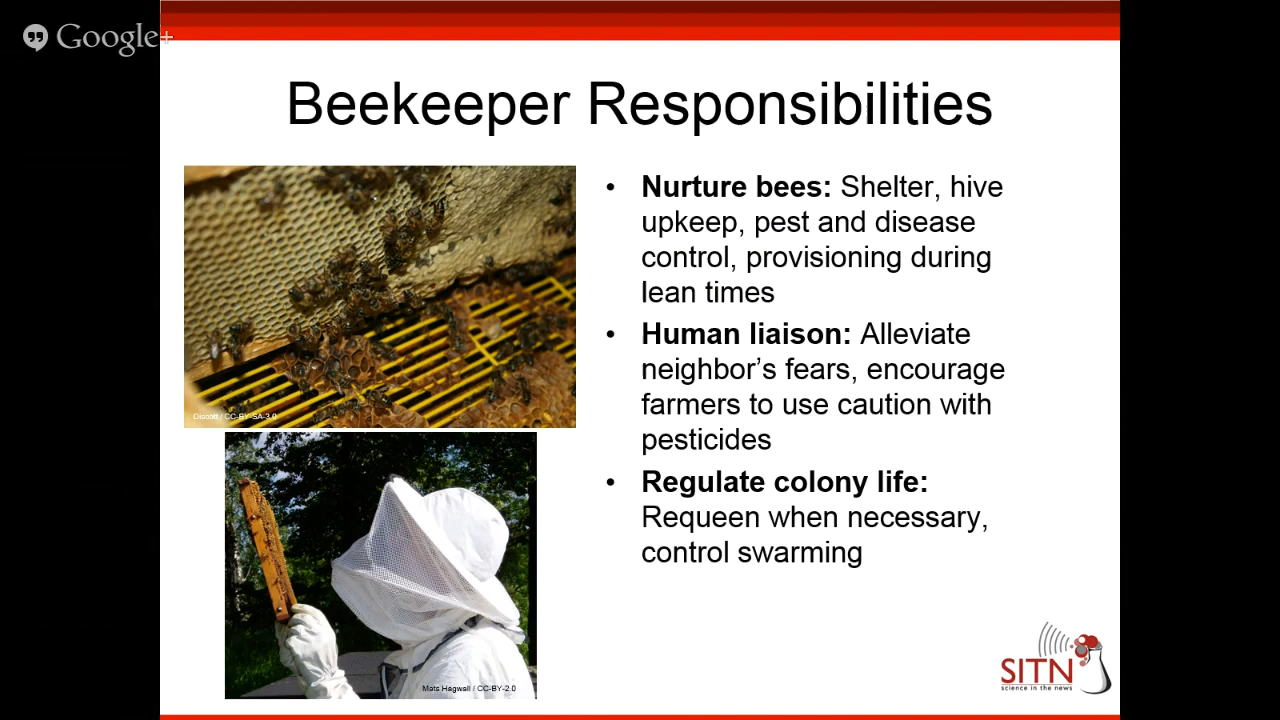 Google+
Beekeeper Responsibilities
• Nurture bees: Shelter, hive
upkeep, pest and disease
control, provisioning during
lean times
• Human liaison: Alleviate
neighbor’s fears, encourage
farmers to use caution with
pesticides
• Regulate colony life:
Requeen when necessary,
control swarming
Discott / CC-BY-SA-3.0
Mats Hagwall / CC-BY-2.0
SITN
science in the news